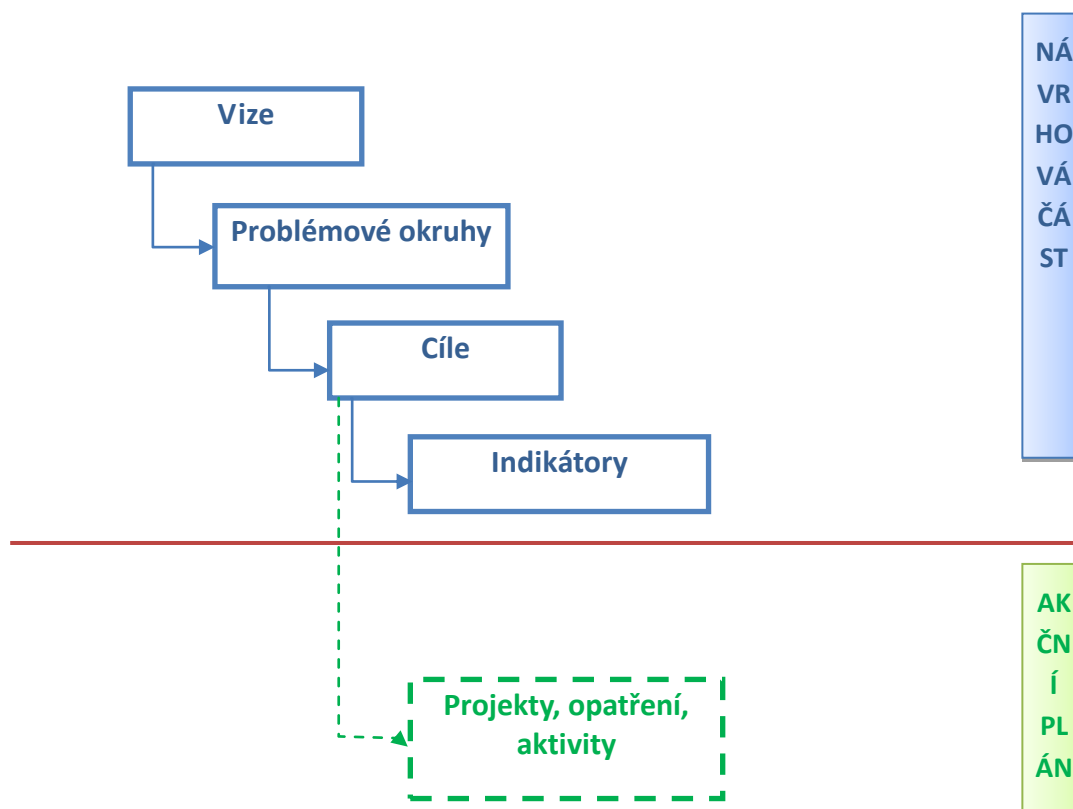 Vize
Problémové okruhy
Cíle
Indikátory
NÁ
VR
HO
VÁ
ČÁ
ST
Projekty, opatření,
aktivity
AK
ČN
Í
PL
ÁN